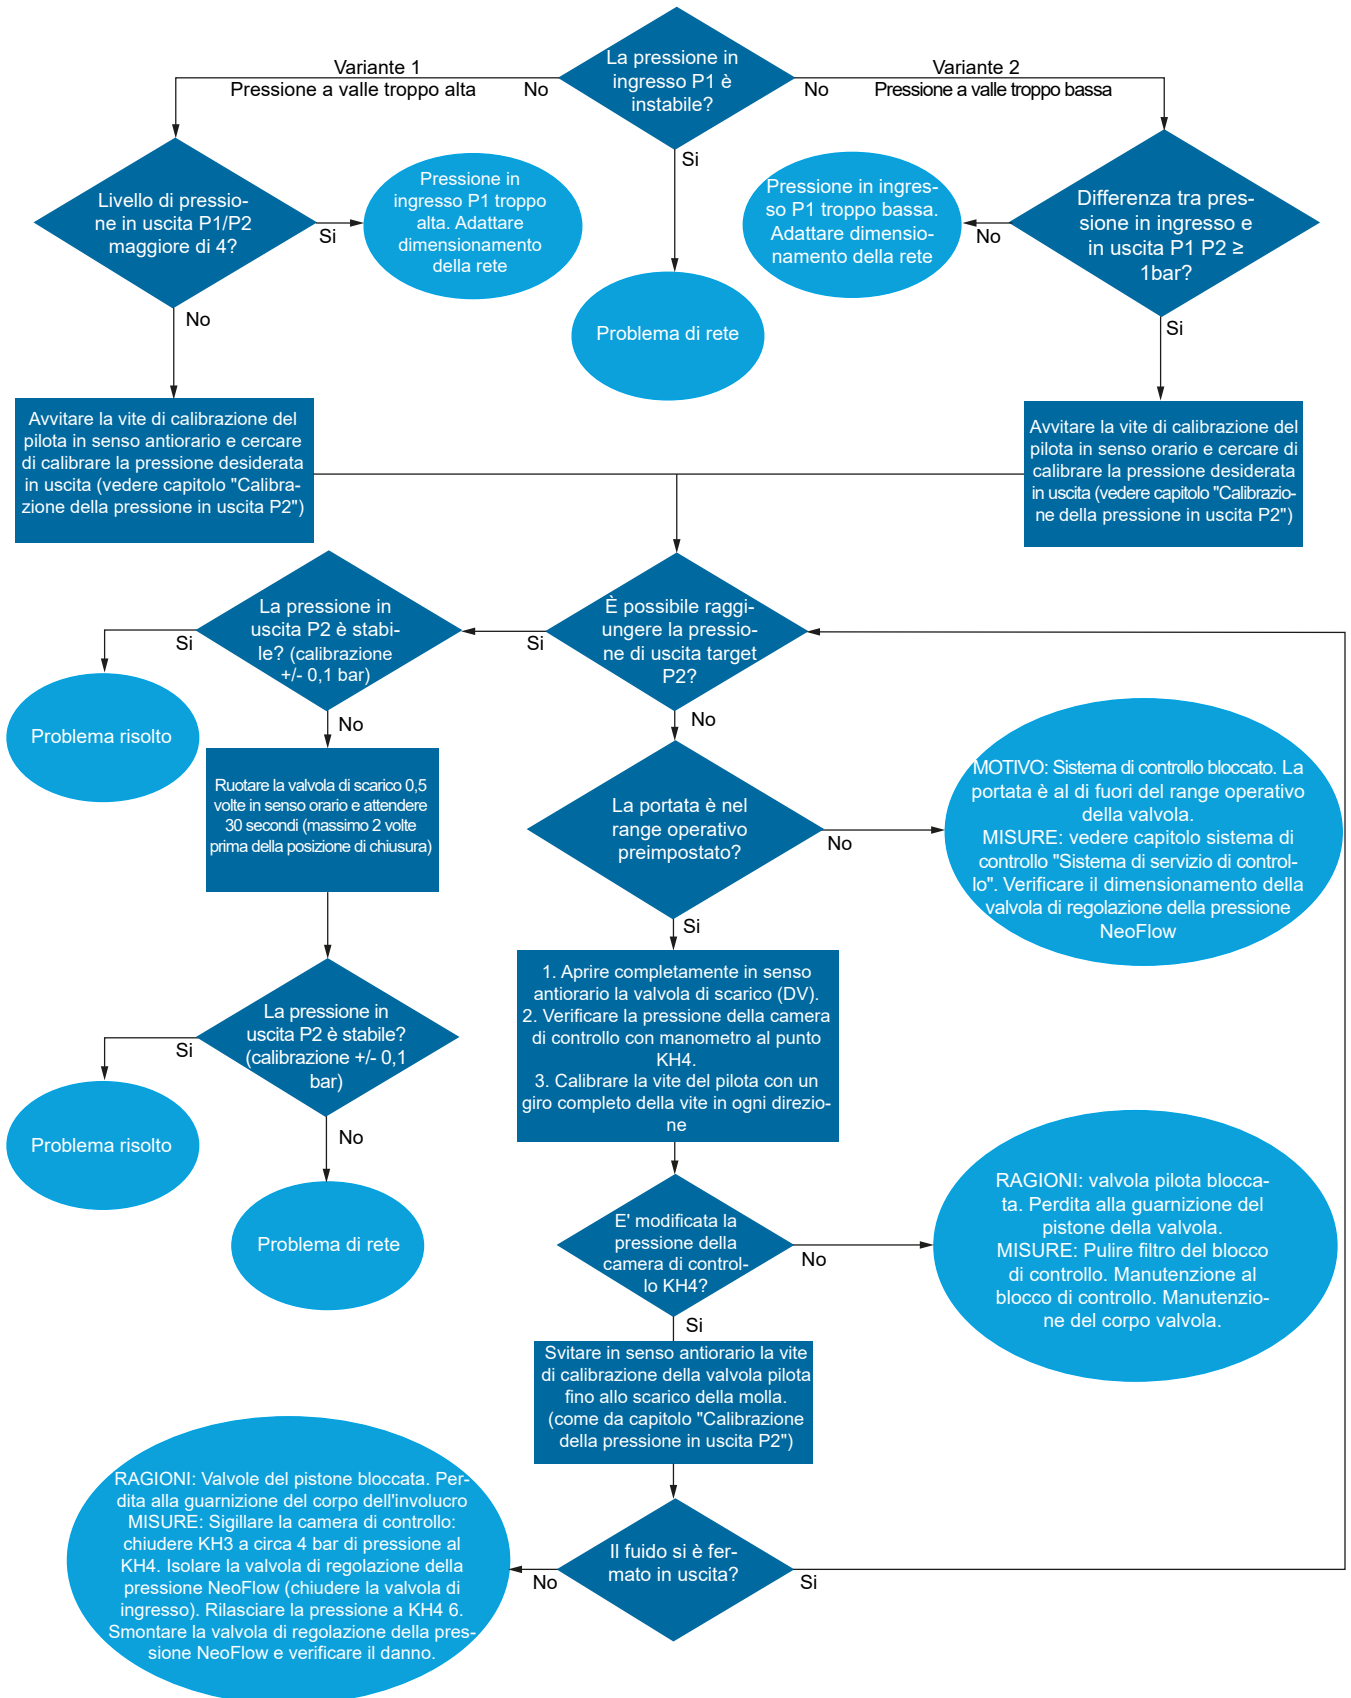 La pressione in
ingresso P1 è
instabile?
Variante 1
Pressione a valle troppo alta
No
Variante 2
No
Pressione a valle troppo bassa
Si
Si
Livello di pressio-
ne in uscita P1/P2
maggiore di 4?
Si
Pressione in
ingresso P1 troppo
alta. Adattare
dimensionamento
della rete
Pressione in ingres-
so P1 troppo bassa.
Adattare dimensio-
namento della rete
No
Differenza tra pres-
sione in ingresso e
in uscita P1 P2 ≥
1bar?
No
Problema di rete
Si
Avvitare la vite di calibrazione del
pilota in senso antiorario e cercare
di calibrare la pressione desiderata
in uscita (vedere capitolo "Calibra-
zione della pressione in uscita P2")
Avvitare la vite di calibrazione del
pilota in senso orario e cercare di
calibrare la pressione desiderata
in uscita (vedere capitolo "Calibrazio-
ne della pressione in uscita P2")
La pressione in
uscita P2 è stabi-
le? (calibrazione
+/- 0,1 bar)
Si
Si
È possibile raggi-
ungere la pressio-
ne di uscita target
P2?
No
No
Problema risolto
Ruotare la valvola di scarico 0,5
volte in senso orario e attendere
30 secondi (massimo 2 volte
prima della posizione di chiusura)
La portata è nel
range operativo
preimpostato?
No
MOTIVO: Sistema di controllo bloccato. La
portata è al di fuori del range operativo
della valvola.
MISURE: vedere capitolo sistema di
controllo "Sistema di servizio di control-
lo". Verificare il dimensionamento della
valvola di regolazione della pressione
NeoFlow
Si
1. Aprire completamente in senso
antiorario la valvola di scarico (DV).
2. Verificare la pressione della camera
di controllo con manometro al punto
KH4.
3. Calibrare la vite del pilota con un
giro completo della vite in ogni direzio-
ne
La pressione in
uscita P2 è stabile?
(calibrazione +/- 0,1
bar)
Si
No
Problema risolto
Problema di rete
E' modificata la
pressione della
camera di control-
lo KH4?
No
RAGIONI: valvola pilota blocca-
ta. Perdita alla guarnizione del
pistone della valvola.
MISURE: Pulire filtro del blocco
di controllo. Manutenzione al
blocco di controllo. Manutenzio-
ne del corpo valvola.
Si
Svitare in senso antiorario la vite
di calibrazione della valvola pilota
fino allo scarico della molla.
(come da capitolo "Calibrazione
della pressione in uscita P2")
RAGIONI: Valvole del pistone bloccata. Per-
dita alla guarnizione del corpo dell'involucro
MISURE: Sigillare la camera di controllo:
chiudere KH3 a circa 4 bar di pressione al
KH4. Isolare la valvola di regolazione della
pressione NeoFlow (chiudere la valvola di
ingresso). Rilasciare la pressione a KH4 6.
Smontare la valvola di regolazione della pres-
sione NeoFlow e verificare il danno.
No
Il fuido si è fer-
mato in uscita?
Si